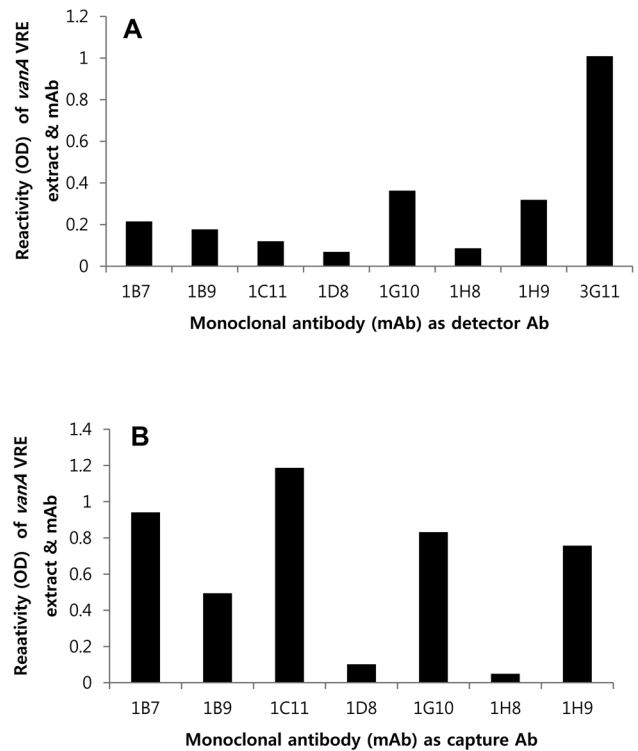 A
Reactivity (OD) of vanA VRE
extract & mAb
1.2
1
0.8
0.6
0.4
0.2
0
1B7 1B9 1C11 1D8 1G10 1H8 1H9 3G11
Monoclonal antibody (mAb) as detector Ab
B
Reaativity (OD) of vanA VRE
extract & mAb
1.4
1.2
1
0.8
0.6
0.4
0.2
0
1B7 1B9 1C11 1D8 1G10 1H8 1H9
Monoclonal antibody (mAb) as capture Ab